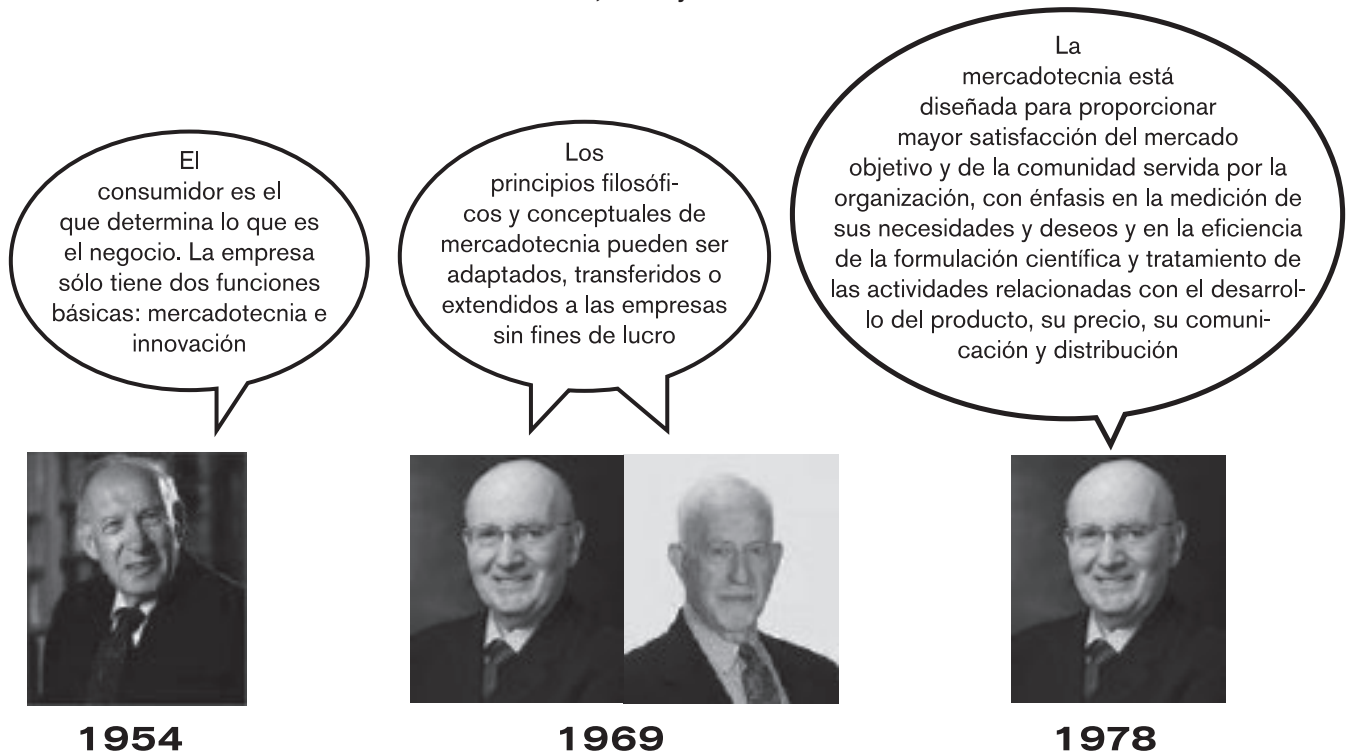 El
consumidor es el
que determina lo que es
el negocio. La empresa
sólo tiene dos funciones
básicas: mercadotecnia e
innovación
Los
principios filosófi-
cos y conceptuales de
mercadotecnia pueden ser
adaptados, transferidos o
extendidos a las empresas
sin fines de lucro
La
mercadotecnia está
diseñada para proporcionar
mayor satisfacción del mercado
objetivo y de la comunidad servida por la
organización, con énfasis en la medición de
sus necesidades y deseos y en la eficiencia
de la formulación científica y tratamiento de
las actividades relacionadas con el desarrol-
lo del producto, su precio, su comuni-
cación y distribución
1954
1969
1978